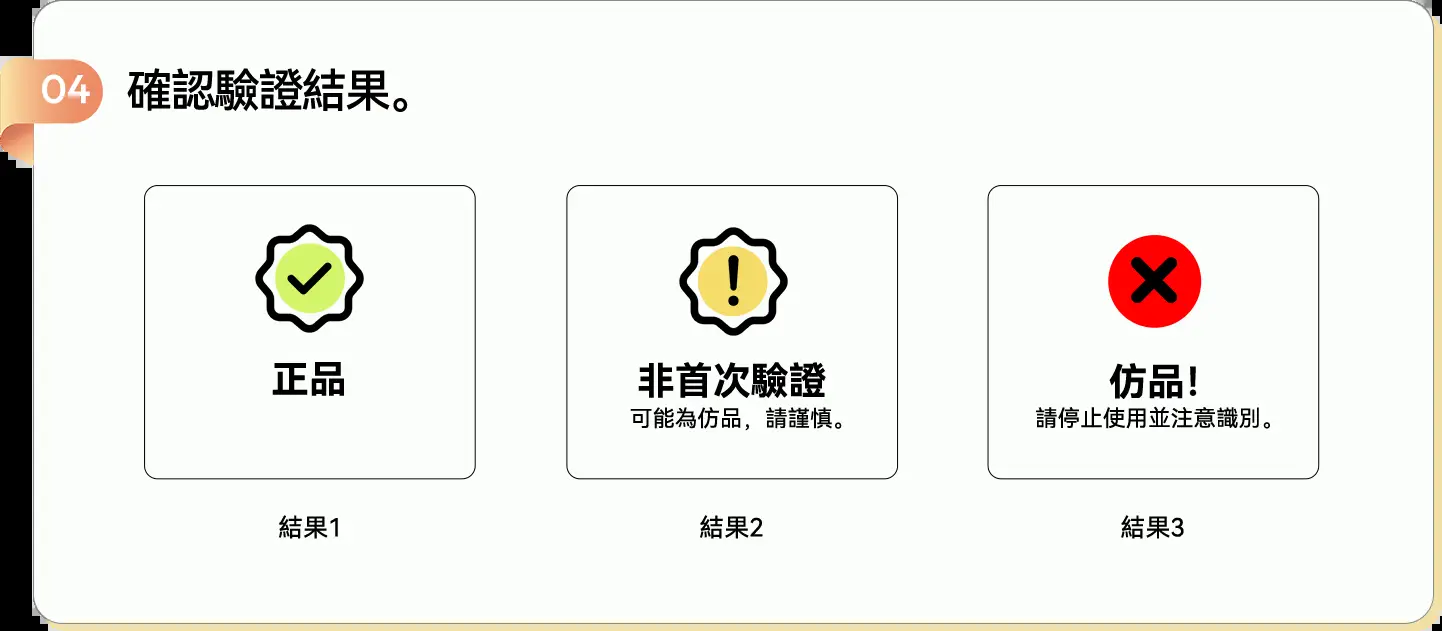 04
確認驗證結果。
正品
非首次驗證
可能為仿品，請謹慎。
仿品！
請停止使用並注意識別。
結果1
結果2
結果3